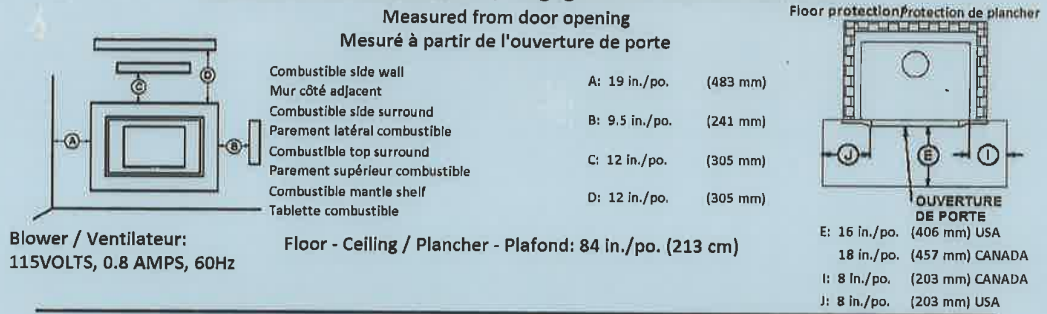 Measured from door opening
Mesuré à partir de l'ouverture de porte
Combustible side wall
Mur côté adjacent
A: 19 in./po. (483 mm)
Combustible side surround
Parement latéral combustible
B: 9.5 in./po. (241 mm)
Combustible top surround
Parement supérieur combustible
C: 12 in./po. (305 mm)
Combustible mantle shelf
Tablette combustible
D: 12 in./po. (305 mm)
A
B
C
D
Blower / Ventilateur:
115VOLTS, 0.8 AMPS, 60Hz
Floor - Ceiling / Plancher - Plafond: 84 in./po. (213 cm)
Floor protection/Protection de plancher
J
E
I
OUVERTURE
DE PORTE
E: 16 in./po. (406 mm) USA
18 in./po. (457 mm) CANADA
I: 8 in./po. (203 mm) CANADA
J: 8 in./po. (203 mm) USA